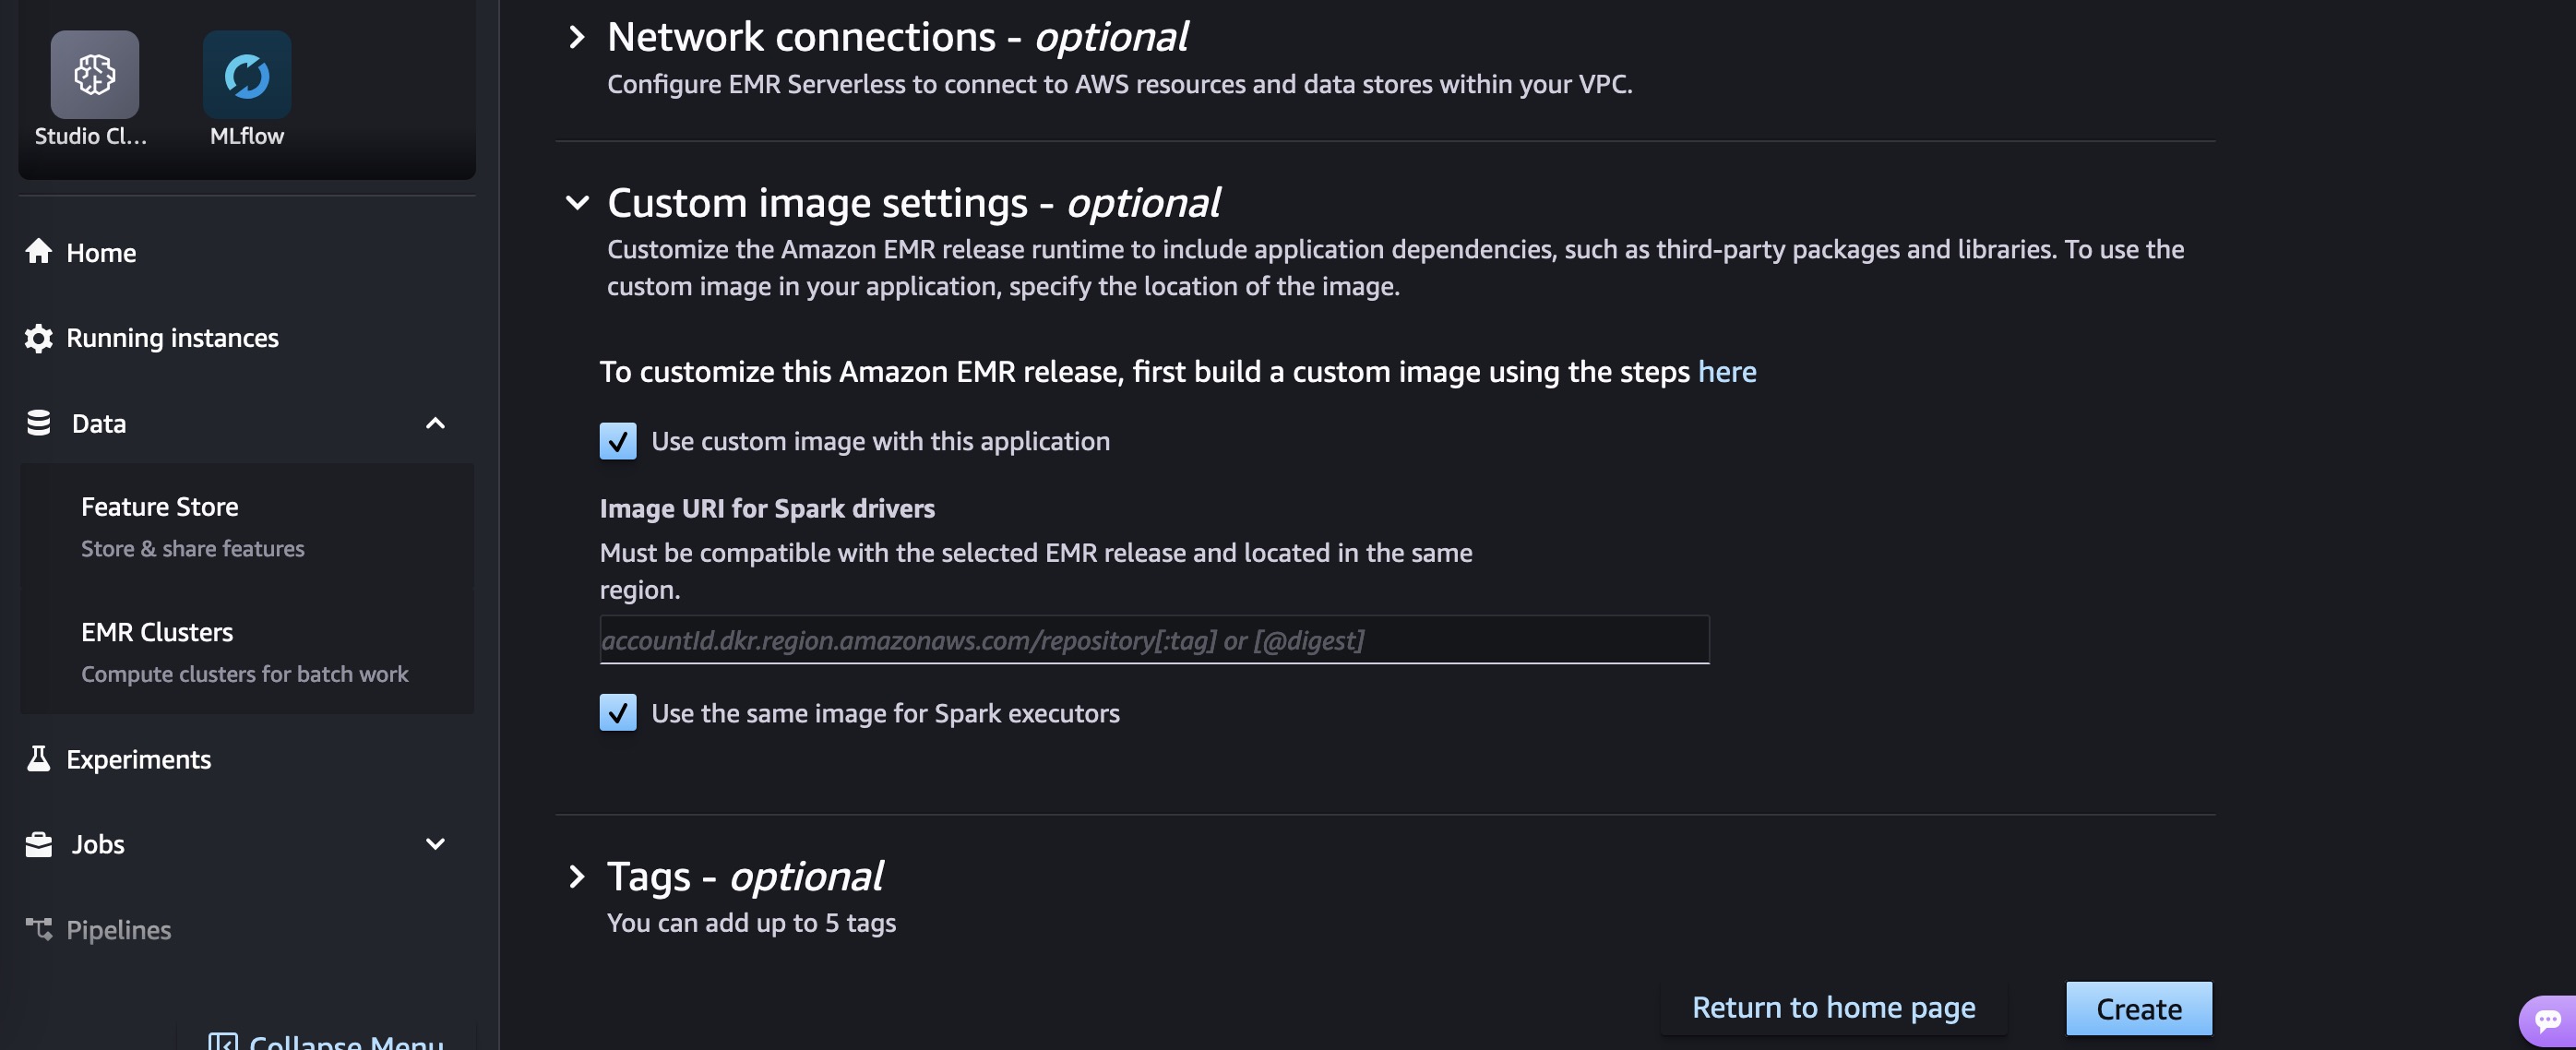 Studio Cl...
MLflow
Home
Running instances
Data
Feature Store
Store & share features
EMR Clusters
Compute clusters for batch work
Experiments
Jobs
Pipelines
Collapse Menu
Network connections - optional
Configure EMR Serverless to connect to AWS resources and data stores within your VPC.
Custom image settings - optional
Customize the Amazon EMR release runtime to include application dependencies, such as third-party packages and libraries. To use the
custom image in your application, specify the location of the image.
To customize this Amazon EMR release, first build a custom image using the steps here
Use custom image with this application
Image URI for Spark drivers
Must be compatible with the selected EMR release and located in the same
region.
accountId.dkr.region.amazonaws.com/repository[:tag] or [@digest]
Use the same image for Spark executors
Tags - optional
You can add up to 5 tags
Return to home page
Create